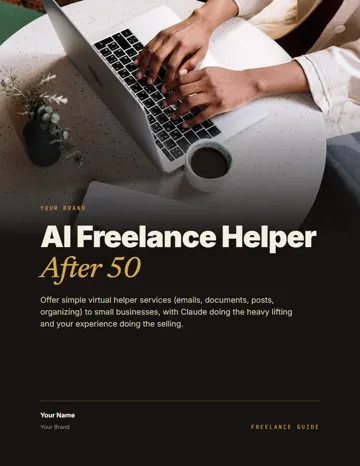 YOUR BRAND
AI Freelance Helper
After 50
Offer simple virtual helper services (emails, documents, posts,
organizing) to small businesses, with Claude doing the heavy lifting
and your experience doing the selling.
Your Name
Your Brand
FREELANCE GUIDE